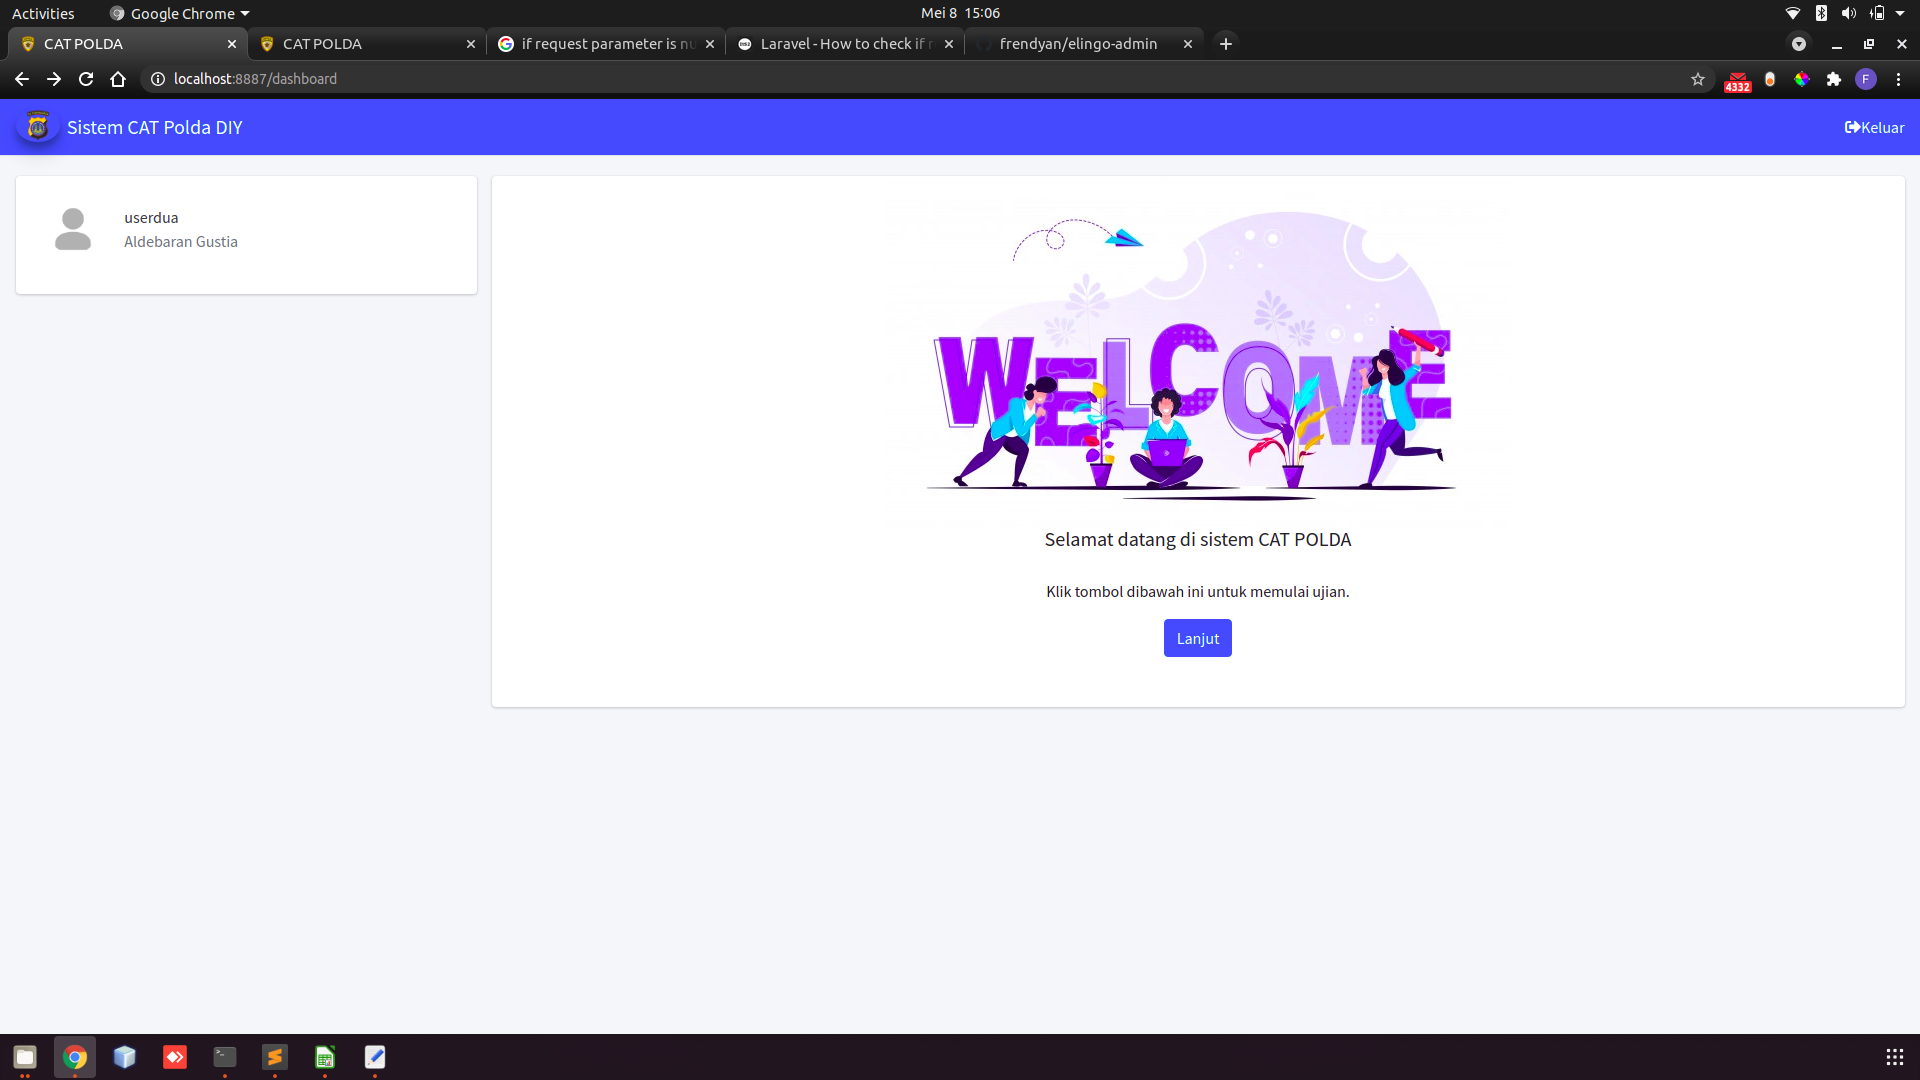 Activities
Google Chrome
Mei 8 15:06
CAT POLDA
CAT POLDA
if request parameter is nu
Laravel - How to check if r
frendyan/elingo-admin
localhost:8887/dashboard
4332
F
Sistem CAT Polda DIY
Keluar
userdua
Aldebaran Gustia
WELCOME
Selamat datang di sistem CAT POLDA
Klik tombol dibawah ini untuk memulai ujian.
Lanjut